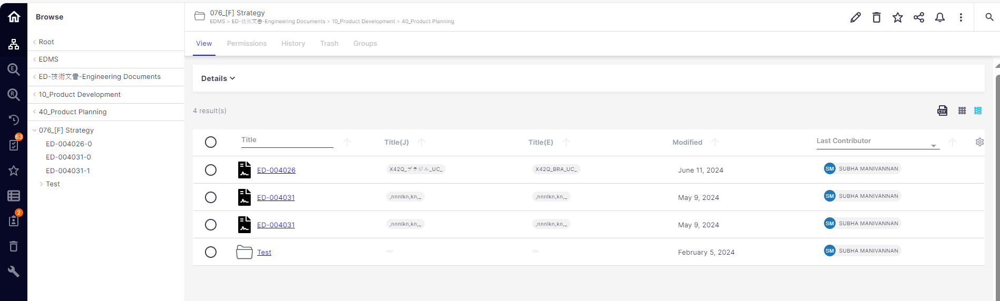 Browse
Root
EDMS
ED-技術文書-Engineering Documents
10_Product Development
40_Product Planning
076_[F] Strategy
ED-004026-0
ED-004031-0
ED-004031-1
Test
E
R
63
2
076_[F] Strategy
EDMS > ED-技術文書-Engineering Documents > 10_Product Development > 40_Product Planning
View Permissions History Trash Groups
Details
4 result(s)
CSV
Title Title(J) Title(E) Modified Last Contributor
ED-004026 X42Q_ブラジル_UC_ X42Q_BRA_UC_ June 11, 2024 SM SUBHA MANIVANNAN
ED-004031 ,nnnlkn,kn,_ ,nnnlkn,kn,_ May 9, 2024 SM SUBHA MANIVANNAN
ED-004031 ,nnnlkn,kn,_ ,nnnlkn,kn,_ May 9, 2024 SM SUBHA MANIVANNAN
Test February 5, 2024 SM SUBHA MANIVANNAN